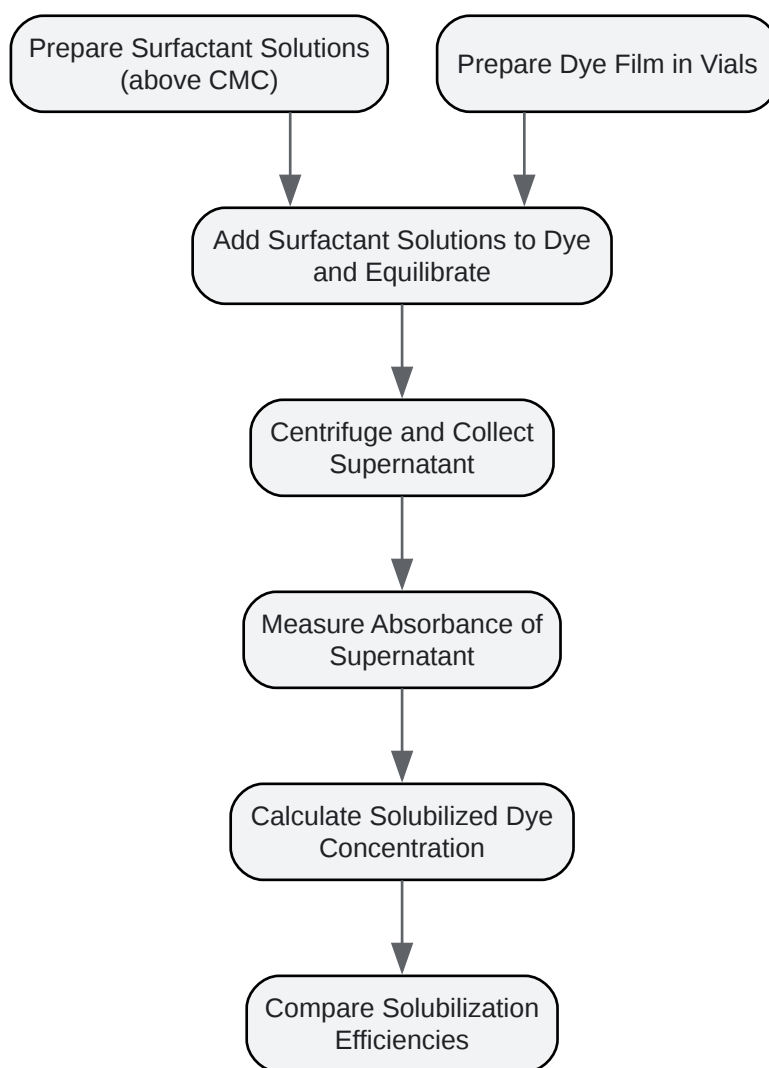 Prepare Surfactant Solutions
(above CMC)
Prepare Dye Film in Vials
Add Surfactant Solutions to Dye
and Equilibrate
Centrifuge and Collect
Supernatant
Measure Absorbance of
Supernatant
Calculate Solubilized Dye
Concentration
Compare Solubilization
Efficiencies